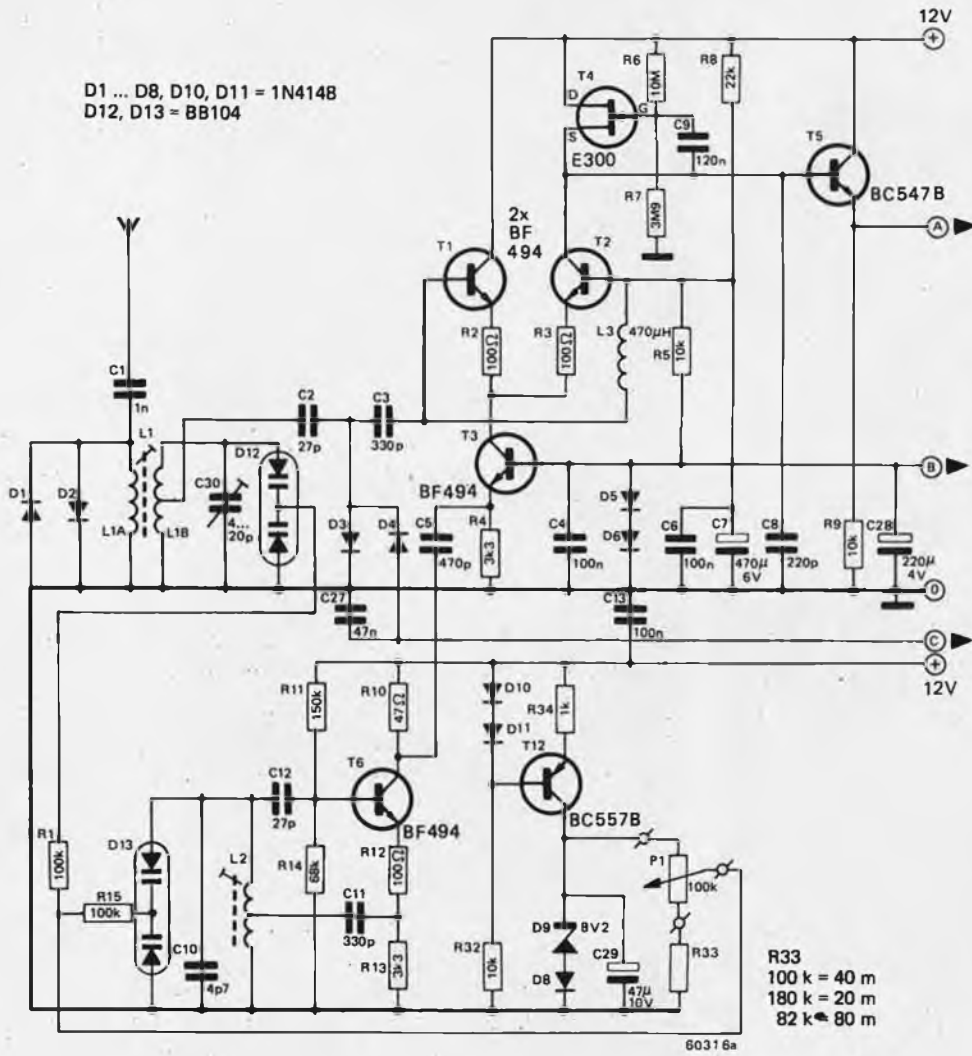 12V
+
D1 ... D8, D10, D11 = 1N4148
D12, D13 = BB104
T4
D
S
G
E300
R6
10M
R8
22k
C9
120n
R7
3M9
T5
BC547B
A
2x
BF
494
T1
T2
R2
100Ω
R3
100Ω
L3
470µH
R5
10k
C1
1n
C2
27p
C3
330p
L1
D12
D1
D2
L1A
L1B
C30
4...
20p
T3
BF494
B
D3
D4
C5
470p
R4
3k3
C4
100n
D5
D6
C6
100n
C7
470µ
6V
C8
220p
R9
10k
C28
220µ
4V
0
C27
47n
C13
100n
C
+
12V
R11
150k
R10
47Ω
D10
D11
R34
1k
T12
BC557B
C12
27p
T6
BF494
R1
100k
D13
R15
100k
L2
R14
68k
R12
100Ω
C11
330p
C10
4p7
R13
3k3
R32
10k
P1
100k
D9
8V2
D8
C29
47µ
10V
R33
R33
100 k = 40 m
180 k = 20 m
82 k = 80 m
60316a